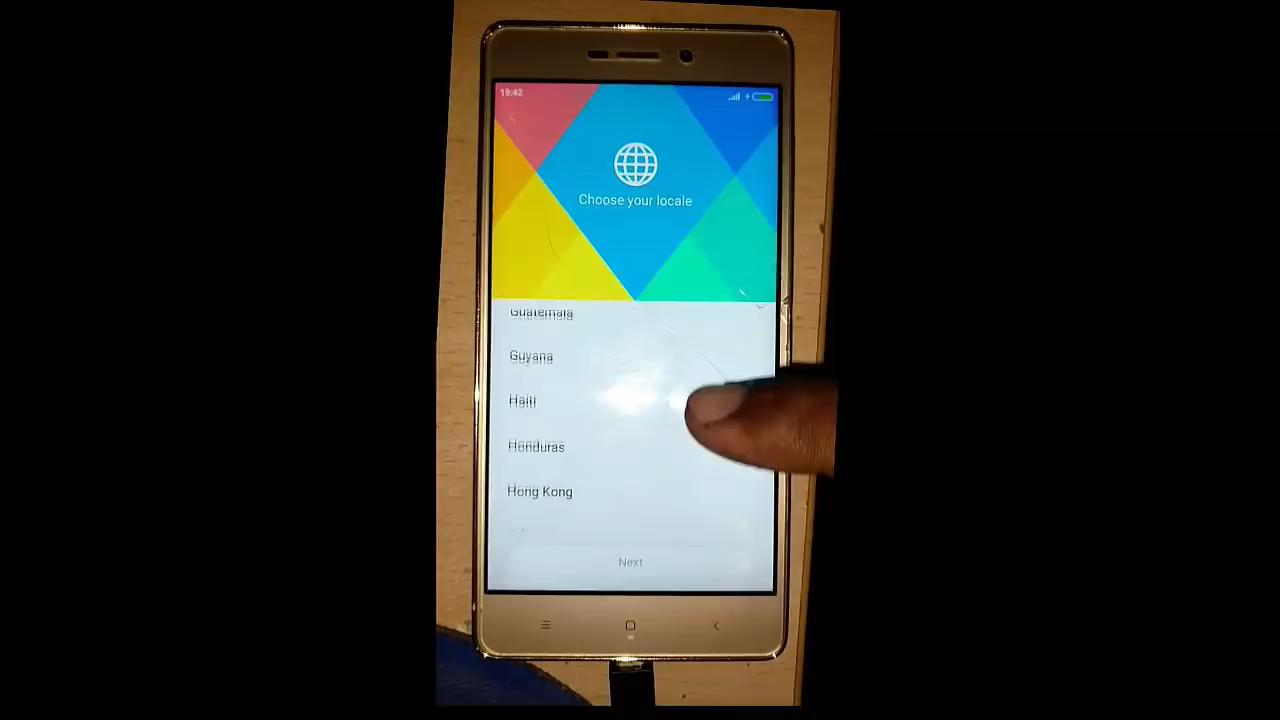 19:42
Choose your locale
Guatemala
Guyana
Haiti
Honduras
Hong Kong
Next